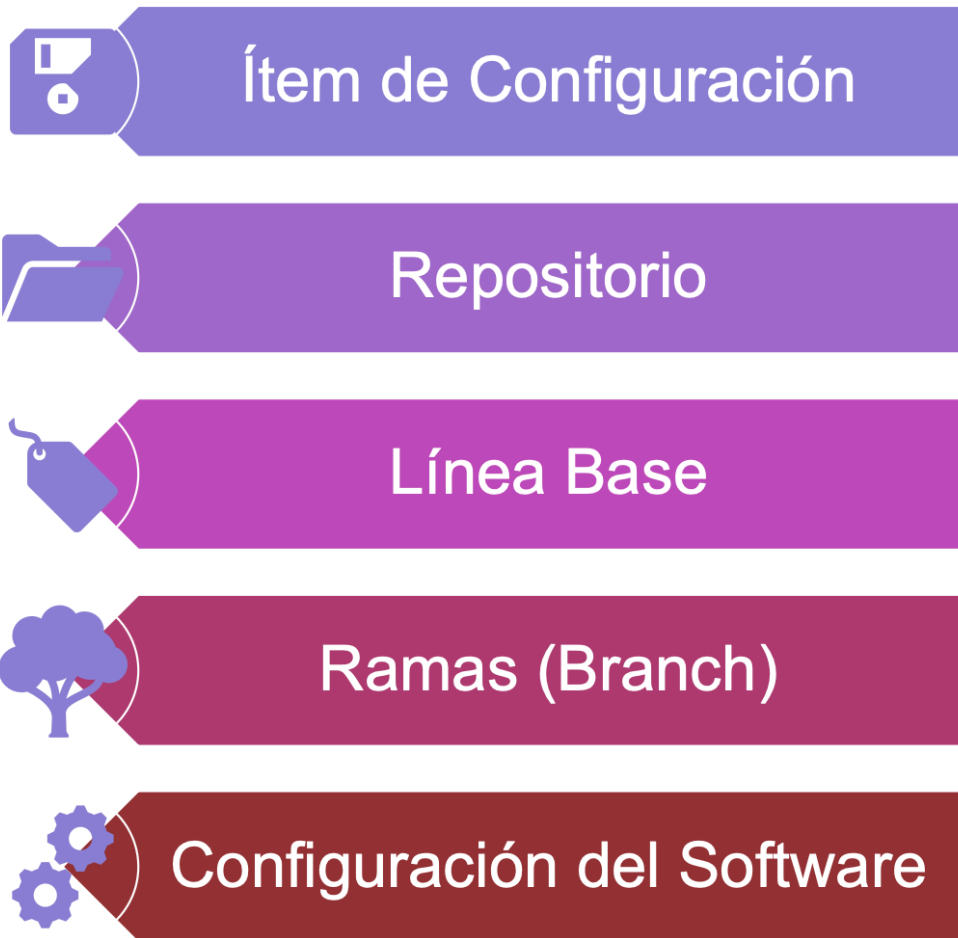 Ítem de Configuración
Repositorio
Línea Base
Ramas (Branch)
Configuración del Software